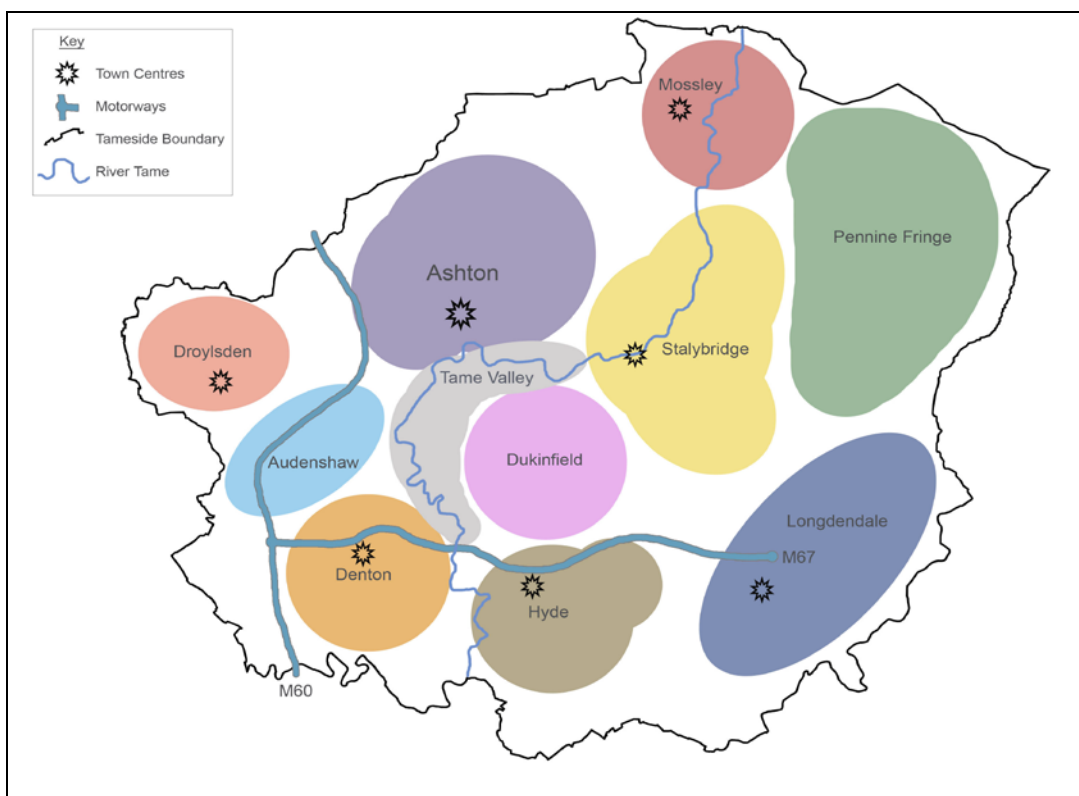 Key
Town Centres
Motorways
Tameside Boundary
River Tame
Mossley
Pennine Fringe
Ashton
Droylsden
Stalybridge
Tame Valley
Audenshaw
Dukinfield
Longdendale
M67
Denton
Hyde
M60